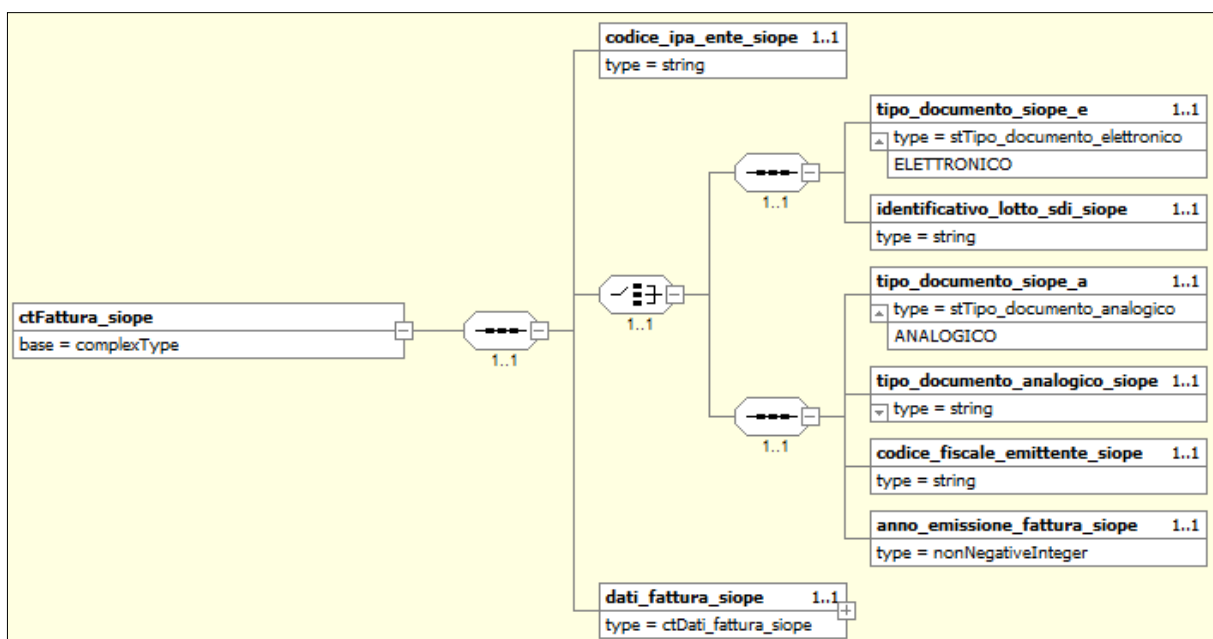 codice_ipa_ente_siope 1..1
type = string
tipo_documento_siope_e 1..1
type = stTipo_documento_elettronico
ELETTRONICO
1..1
identificativo_lotto_sdi_siope 1..1
type = string
tipo_documento_siope_a 1..1
type = stTipo_documento_analogico
ANALOGICO
1..1
ctFattura_siope
base = complexType
1..1
tipo_documento_analogico_siope 1..1
type = string
1..1
codice_fiscale_emittente_siope 1..1
type = string
anno_emissione_fattura_siope 1..1
type = nonNegativeInteger
dati_fattura_siope 1..1
type = ctDati_fattura_siope